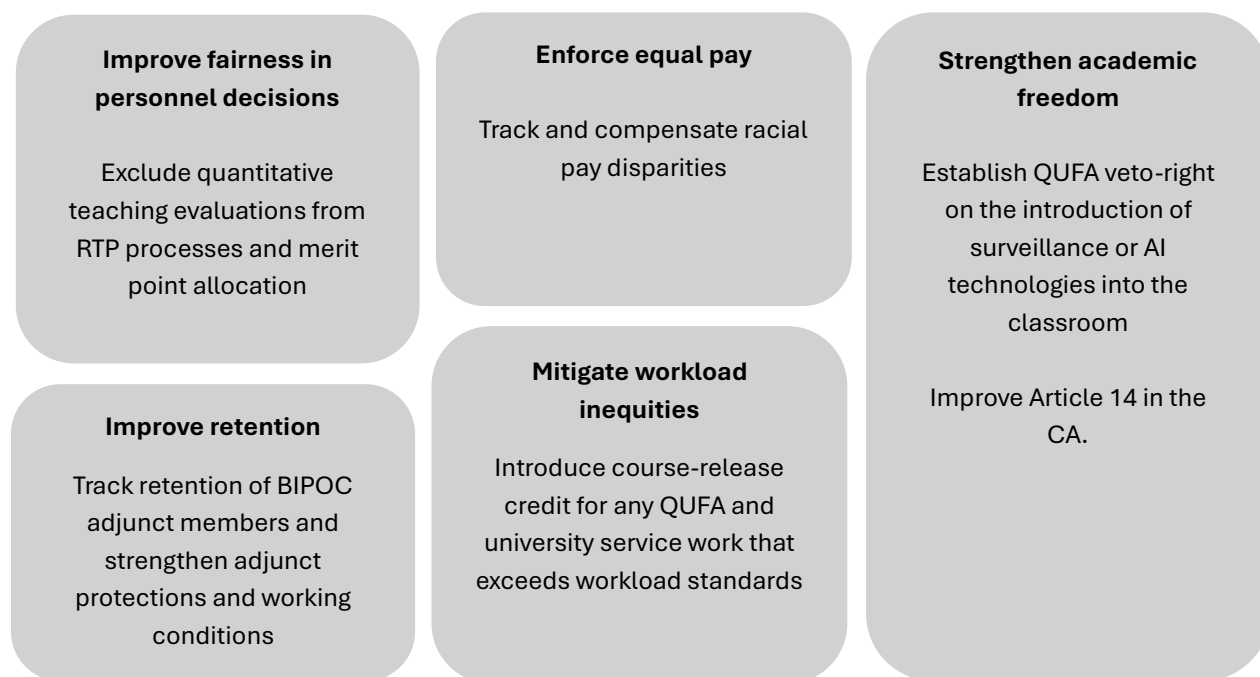 Improve fairness in
personnel decisions
Exclude quantitative
teaching evaluations from
RTP processes and merit
point allocation
Improve retention
Track retention of BIPOC
adjunct members and
strengthen adjunct
protections and working
conditions
Enforce equal pay
Track and compensate racial
pay disparities
Mitigate workload
inequities
Introduce course-release
credit for any QUFA and
university service work that
exceeds workload standards
Strengthen academic
freedom
Establish QUFA veto-right
on the introduction of
surveillance or AI
technologies into the
classroom
Improve Article 14 in the
CA.